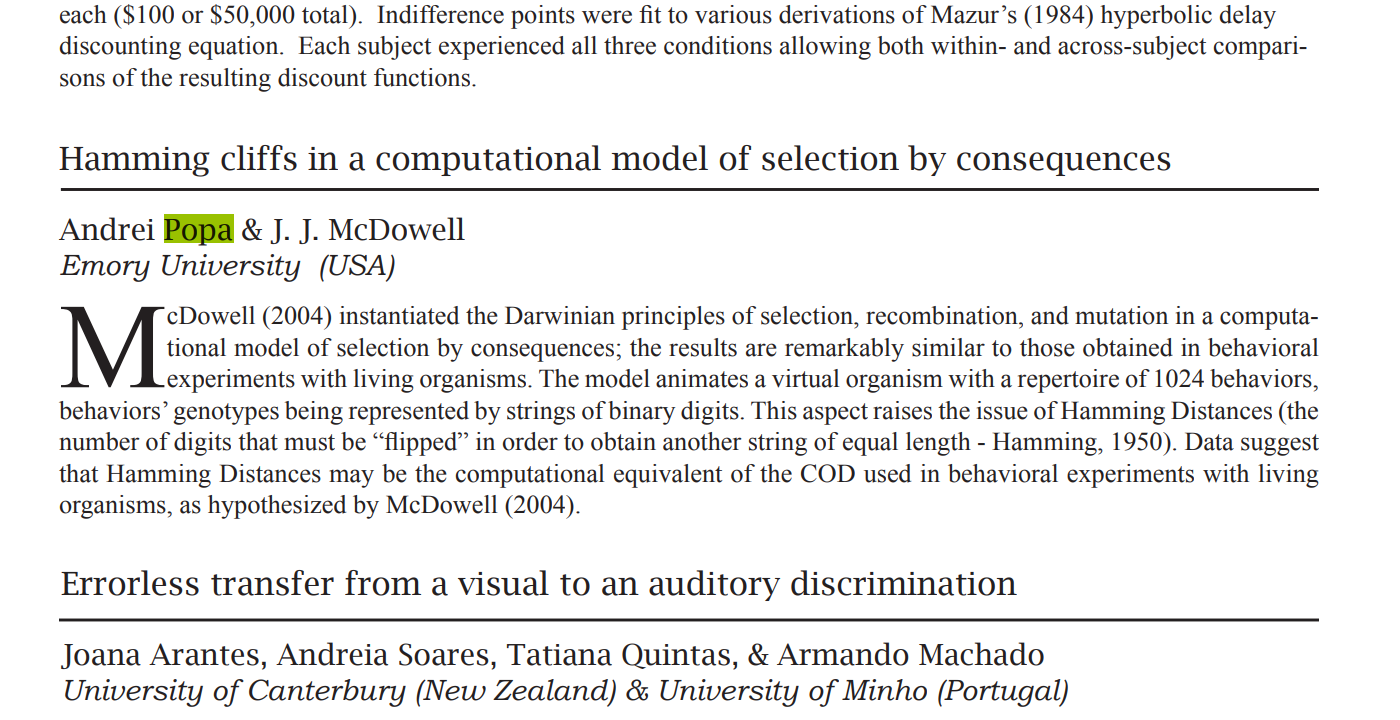 each ($100 or $50,000 total).  Indifference points were fit to various derivations of Mazur’s (1984) hyperbolic delay
discounting equation.  Each subject experienced all three conditions allowing both within- and across-subject compari-
sons of the resulting discount functions.
Hamming cliffs in a computational model of selection by consequences
Andrei Popa & J. J. McDowell
Emory University  (USA)
McDowell (2004) instantiated the Darwinian principles of selection, recombination, and mutation in a computa-
tional model of selection by consequences; the results are remarkably similar to those obtained in behavioral
experiments with living organisms. The model animates a virtual organism with a repertoire of 1024 behaviors,
behaviors’ genotypes being represented by strings of binary digits. This aspect raises the issue of Hamming Distances (the
number of digits that must be “flipped” in order to obtain another string of equal length - Hamming, 1950). Data suggest
that Hamming Distances may be the computational equivalent of the COD used in behavioral experiments with living
organisms, as hypothesized by McDowell (2004).
Errorless transfer from a visual to an auditory discrimination
Joana Arantes, Andreia Soares, Tatiana Quintas, & Armando Machado
University of Canterbury (New Zealand) & University of Minho (Portugal)